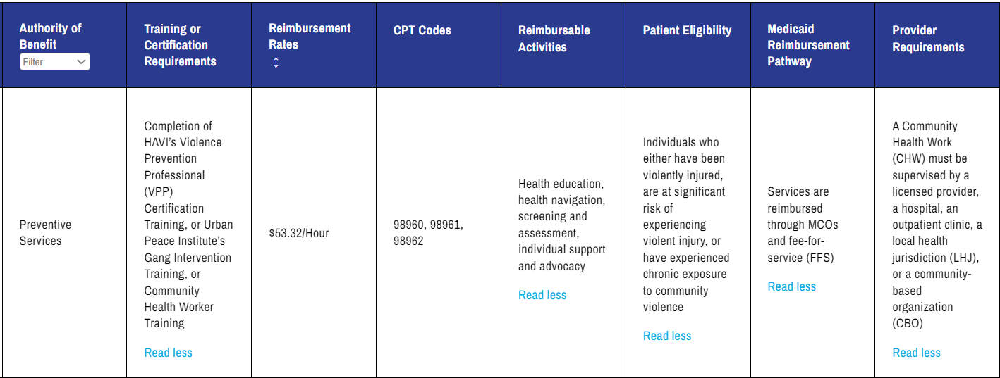 Authority of
Benefit
Filter
Training or
Certification
Requirements
Reimbursement
Rates
↕
CPT Codes
Reimbursable
Activities
Patient Eligibility
Medicaid
Reimbursement
Pathway
Provider
Requirements
Preventive
Services
Completion of
HAVI's Violence
Prevention
Professional
(VPP)
Certification
Training, or Urban
Peace Institute's
Gang Intervention
Training, or
Community
Health Worker
Training
Read less
$53.32/Hour
98960, 98961,
98962
Health education,
health navigation,
screening and
assessment,
individual support
and advocacy
Read less
Individuals who
either have been
violently injured,
are at significant
risk of
experiencing
violent injury, or
have experienced
chronic exposure
to community
violence
Read less
Services are
reimbursed
through MCOs
and fee-for-
service (FFS)
Read less
A Community
Health Work
(CHW) must be
supervised by a
licensed provider,
a hospital, an
outpatient clinic, a
local health
jurisdiction (LHJ),
or a community-
based
organization
(CBO)
Read less